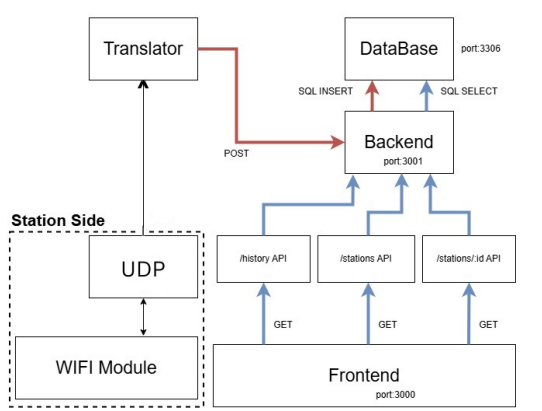 Translator
DataBase
port:3306
SQL INSERT
SQL SELECT
Backend
port:3001
POST
Station Side
UDP
/history API
/stations API
/stations/:id API
GET
GET
GET
WIFI Module
Frontend
port:3000